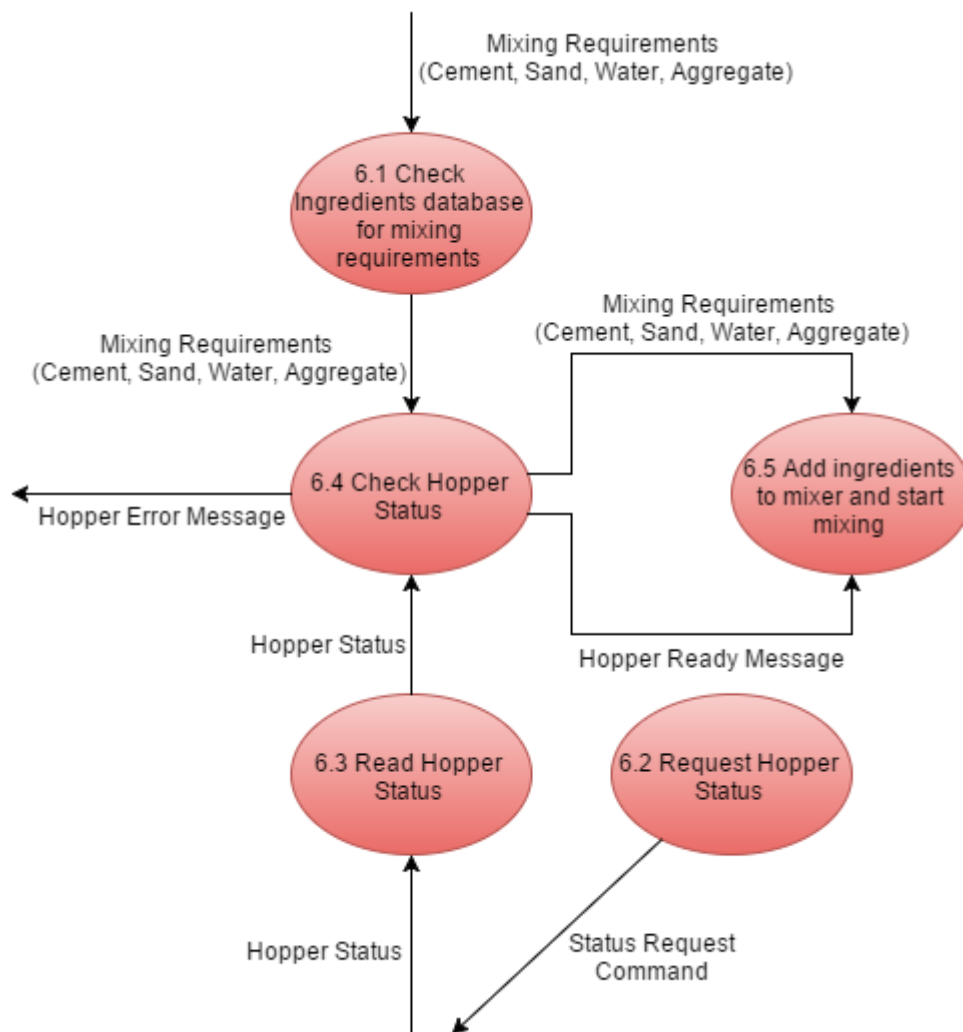 Mixing Requirements
(Cement, Sand, Water, Aggregate)
6.1 Check
Ingredients database
for mixing
requirements
Mixing Requirements
(Cement, Sand, Water, Aggregate)
Mixing Requirements
(Cement, Sand, Water, Aggregate)
6.4 Check Hopper
Status
6.5 Add ingredients
to mixer and start
mixing
Hopper Error Message
Hopper Status
Hopper Ready Message
6.3 Read Hopper
Status
6.2 Request Hopper
Status
Hopper Status
Status Request
Command